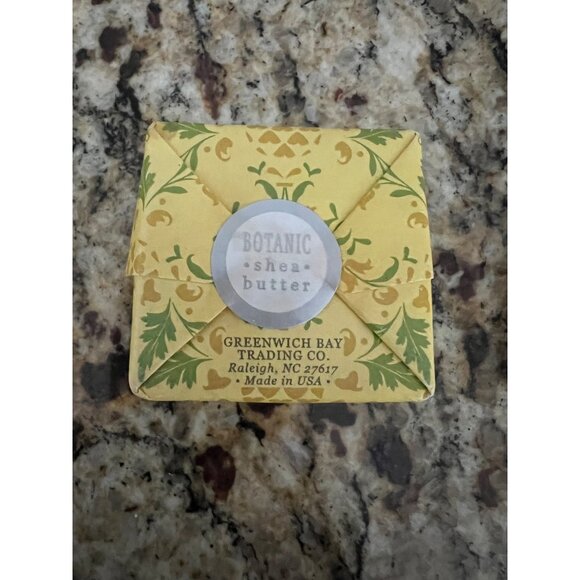 BOTANIC
• shea •
butter
GREENWICH BAY
TRADING CO.
Raleigh, NC 27617
• Made in USA •